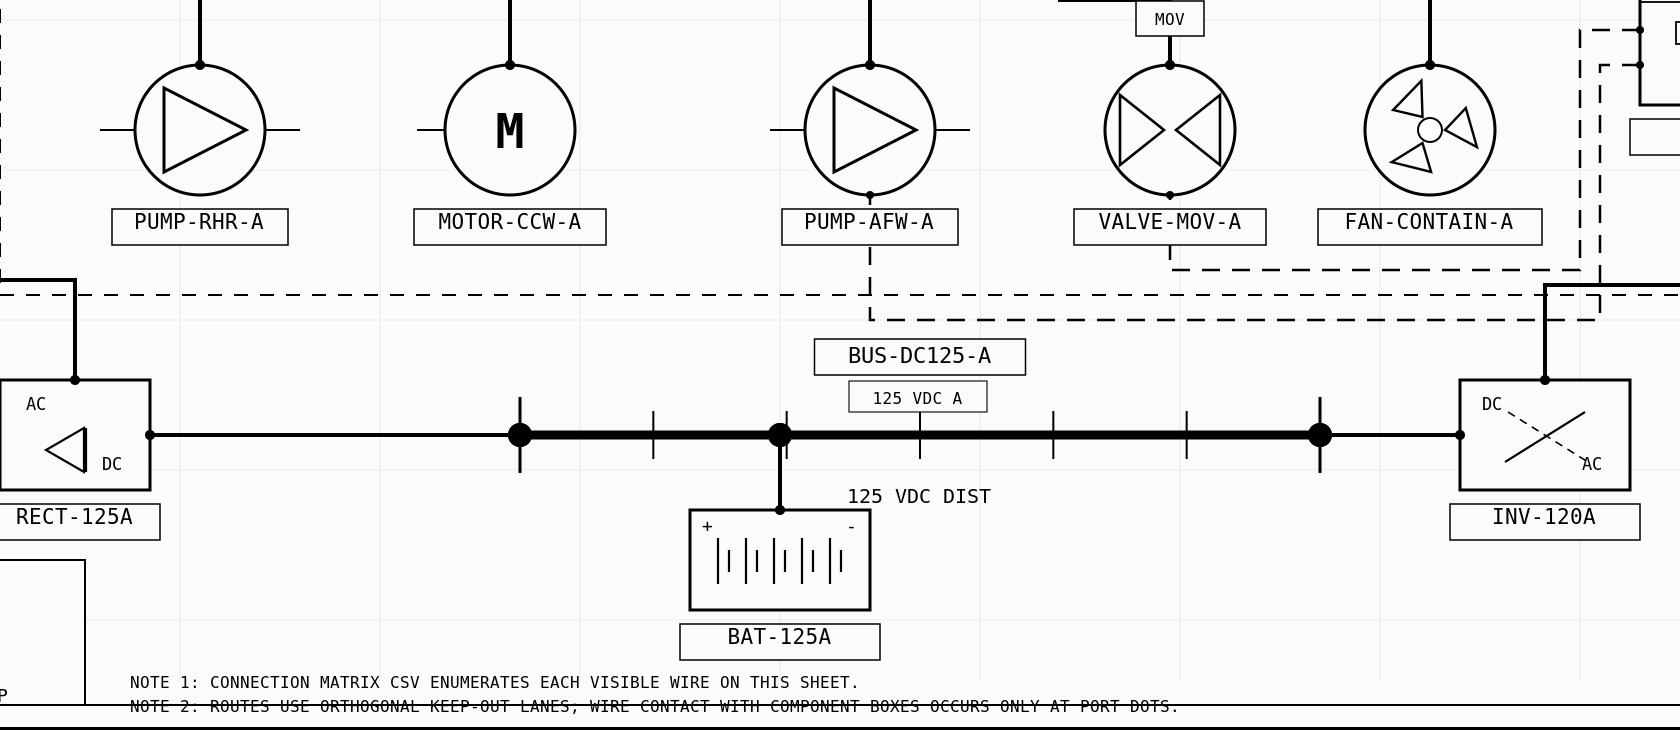 MOV
M
PUMP-RHR-A
MOTOR-CCW-A
PUMP-AFW-A
VALVE-MOV-A
FAN-CONTAIN-A
BUS-DC125-A
125 VDC A
AC
DC
RECT-125A
DC
AC
INV-120A
125 VDC DIST
+ -
BAT-125A
P
NOTE 1: CONNECTION MATRIX CSV ENUMERATES EACH VISIBLE WIRE ON THIS SHEET.
NOTE 2: ROUTES USE ORTHOGONAL KEEP-OUT LANES; WIRE CONTACT WITH COMPONENT BOXES OCCURS ONLY AT PORT DOTS.